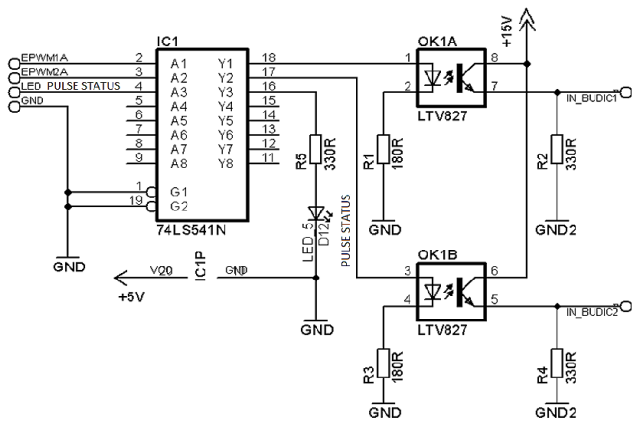 IC1
OK1A
+15V
EPWM1A 2 A1 Y1 18 1 8
EPWM2A 3 A2 Y2 17
LED_PULSE STATUS 4 A3 Y3 16 2 7 IN_BUDIC1
GND 5 A4 Y4 15
6 A5 Y5 14 LTV827
7 A6 Y6 13
8 A7 Y7 12
9 A8 Y8 11
R5 330R
R1 180R
R2 330R
1 G1
19 G2
74LS541N
GND
GND2
LED_5
D12
PULSE STATUS
OK1B
GND
IC1P
GND
+5V
3 6
4 5
IN_BUDIC2
GND
LTV827
R3 180R
R4 330R
GND
GND2